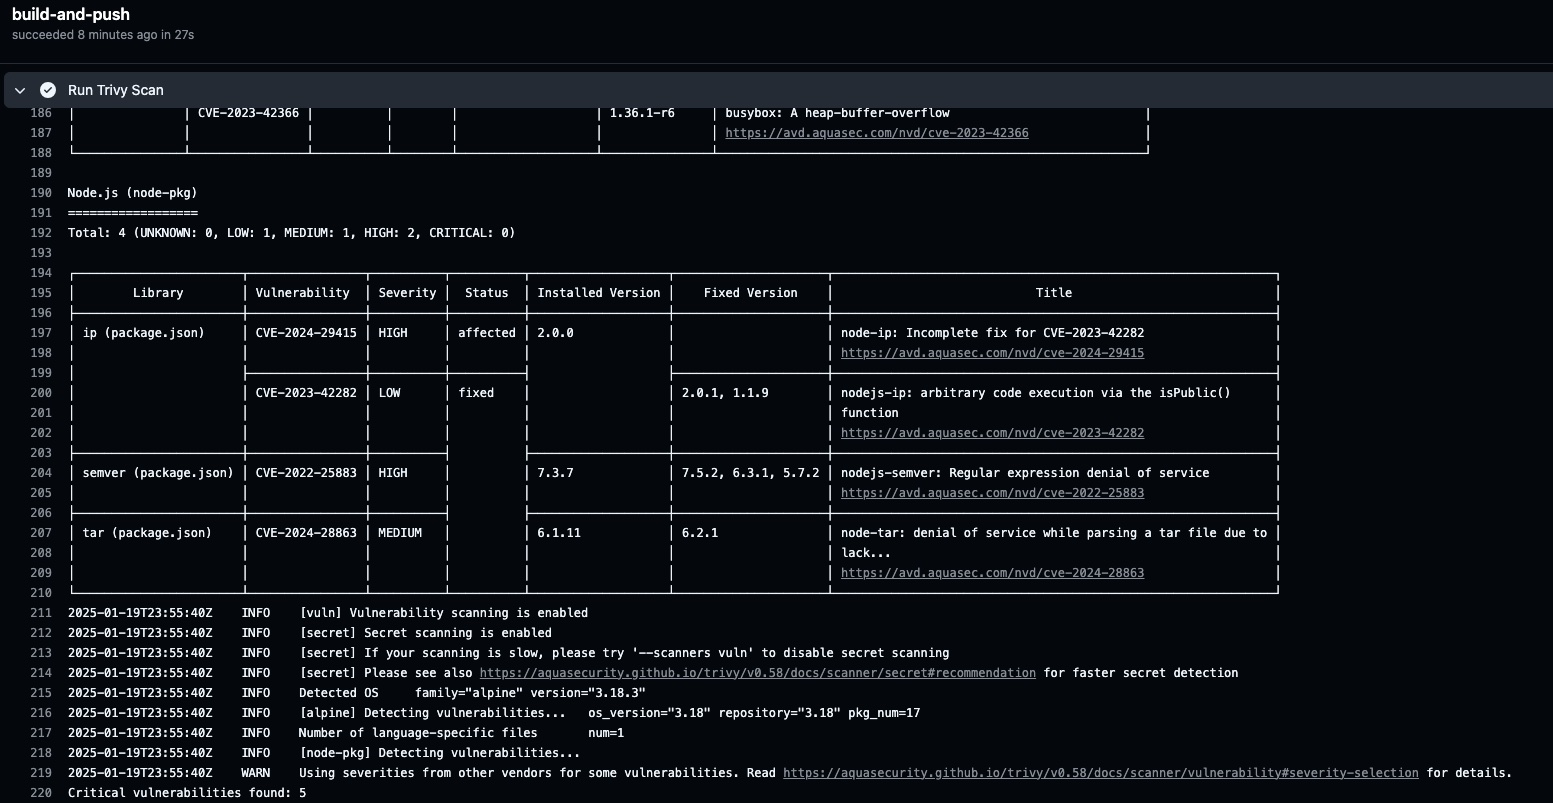 build-and-push
succeeded 8 minutes ago in 27s
Run Trivy Scan
186 | | CVE-2023-42366 | | | | | 1.36.1-r6 | busybox: A heap-buffer-overflow |
187 | | | | | | | | https://avd.aquasec.com/nvd/cve-2023-42366 |
188
189
190 Node.js (node-pkg)
191 ==================
192 Total: 4 (UNKNOWN: 0, LOW: 1, MEDIUM: 1, HIGH: 2, CRITICAL: 0)
193
194
195 | Library | Vulnerability | Severity | Status | Installed Version | Fixed Version | Title |
196
197 | ip (package.json) | CVE-2024-29415 | HIGH | affected | 2.0.0 | | node-ip: Incomplete fix for CVE-2023-42282 |
198 | | | | | | | https://avd.aquasec.com/nvd/cve-2024-29415 |
199
200 | | CVE-2023-42282 | LOW | fixed | | 2.0.1, 1.1.9 | nodejs-ip: arbitrary code execution via the isPublic() |
201 | | | | | | | function |
202 | | | | | | | https://avd.aquasec.com/nvd/cve-2023-42282 |
203
204 | semver (package.json) | CVE-2022-25883 | HIGH | | 7.3.7 | 7.5.2, 6.3.1, 5.7.2 | nodejs-semver: Regular expression denial of service |
205 | | | | | | | https://avd.aquasec.com/nvd/cve-2022-25883 |
206
207 | tar (package.json) | CVE-2024-28863 | MEDIUM | | 6.1.11 | 6.2.1 | node-tar: denial of service while parsing a tar file due to |
208 | | | | | | | lack... |
209 | | | | | | | https://avd.aquasec.com/nvd/cve-2024-28863 |
210
211 2025-01-19T23:55:40Z INFO [vuln] Vulnerability scanning is enabled
212 2025-01-19T23:55:40Z INFO [secret] Secret scanning is enabled
213 2025-01-19T23:55:40Z INFO [secret] If your scanning is slow, please try '--scanners vuln' to disable secret scanning
214 2025-01-19T23:55:40Z INFO [secret] Please see also https://aquasecurity.github.io/trivy/v0.58/docs/scanner/secret#recommendation for faster secret detection
215 2025-01-19T23:55:40Z INFO Detected OS family="alpine" version="3.18.3"
216 2025-01-19T23:55:40Z INFO [alpine] Detecting vulnerabilities... os_version="3.18" repository="3.18" pkg_num=17
217 2025-01-19T23:55:40Z INFO Number of language-specific files num=1
218 2025-01-19T23:55:40Z INFO [node-pkg] Detecting vulnerabilities...
219 2025-01-19T23:55:40Z WARN Using severities from other vendors for some vulnerabilities. Read https://aquasecurity.github.io/trivy/v0.58/docs/scanner/vulnerability#severity-selection for details.
220 Critical vulnerabilities found: 5